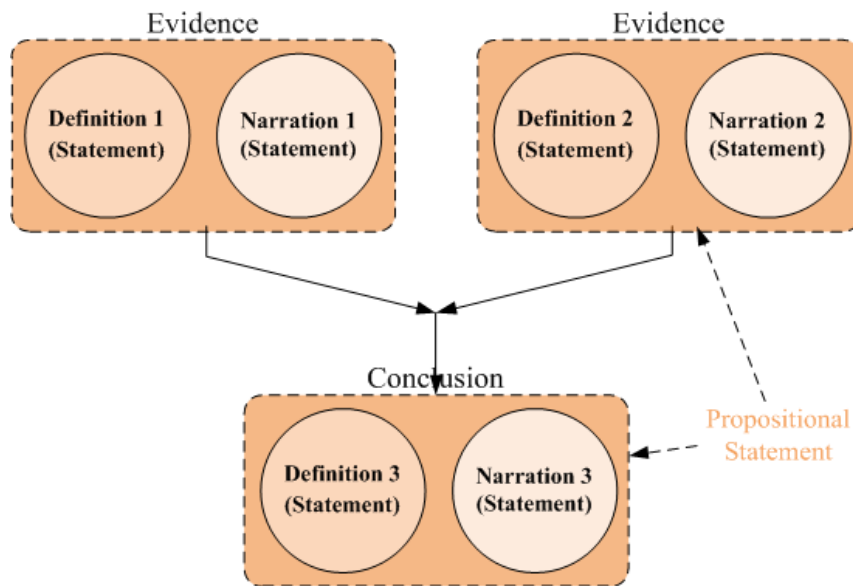 Evidence
Evidence
Definition 1
(Statement)
Narration 1
(Statement)
Definition 2
(Statement)
Narration 2
(Statement)
Conclusion
Definition 3
(Statement)
Narration 3
(Statement)
Propositional
Statement